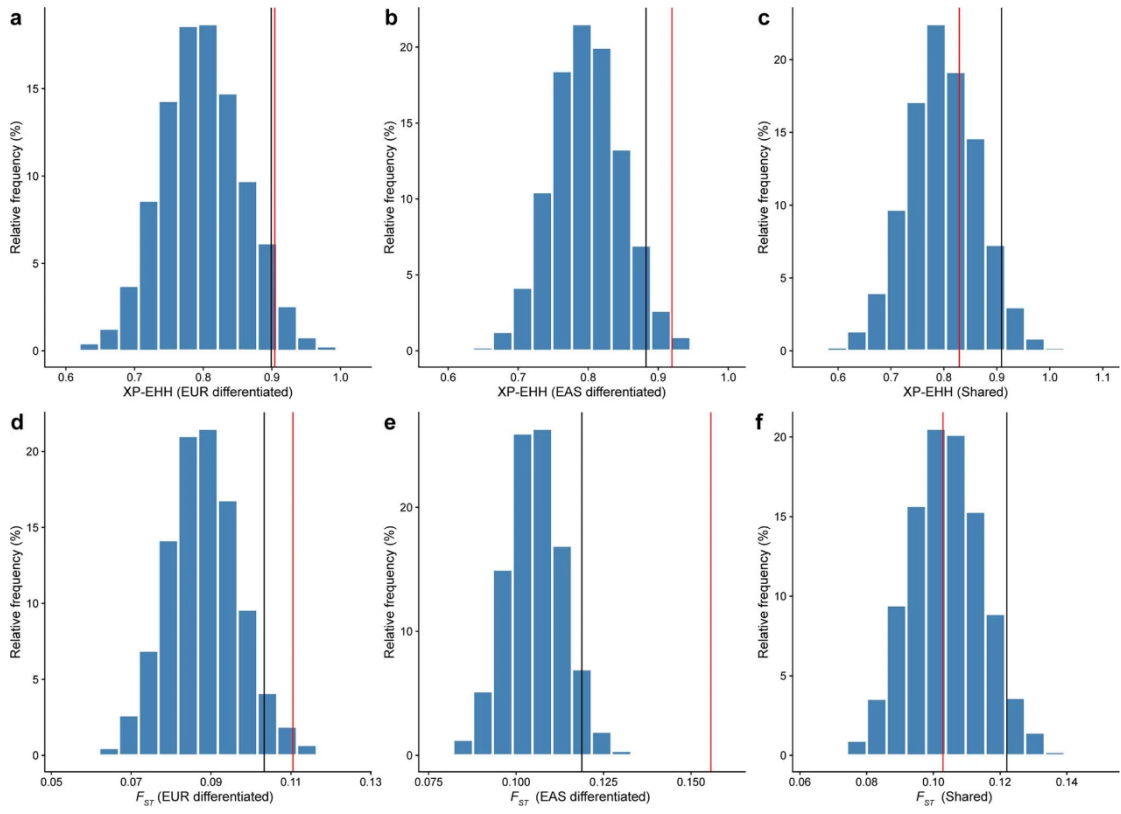 a
Relative frequency (%)
15
10
5
0
0.6 0.7 0.8 0.9 1.0
XP-EHH (EUR differentiated)
b
Relative frequency (%)
20
15
10
5
0
0.6 0.7 0.8 0.9 1.0
XP-EHH (EAS differentiated)
c
Relative frequency (%)
20
15
10
5
0
0.6 0.7 0.8 0.9 1.0 1.1
XP-EHH (Shared)
d
Relative frequency (%)
20
15
10
5
0
0.05 0.07 0.09 0.11 0.13
FST (EUR differentiated)
e
Relative frequency (%)
20
10
0
0.075 0.100 0.125 0.150
FST (EAS differentiated)
f
Relative frequency (%)
20
15
10
5
0
0.06 0.08 0.10 0.12 0.14
FST (Shared)